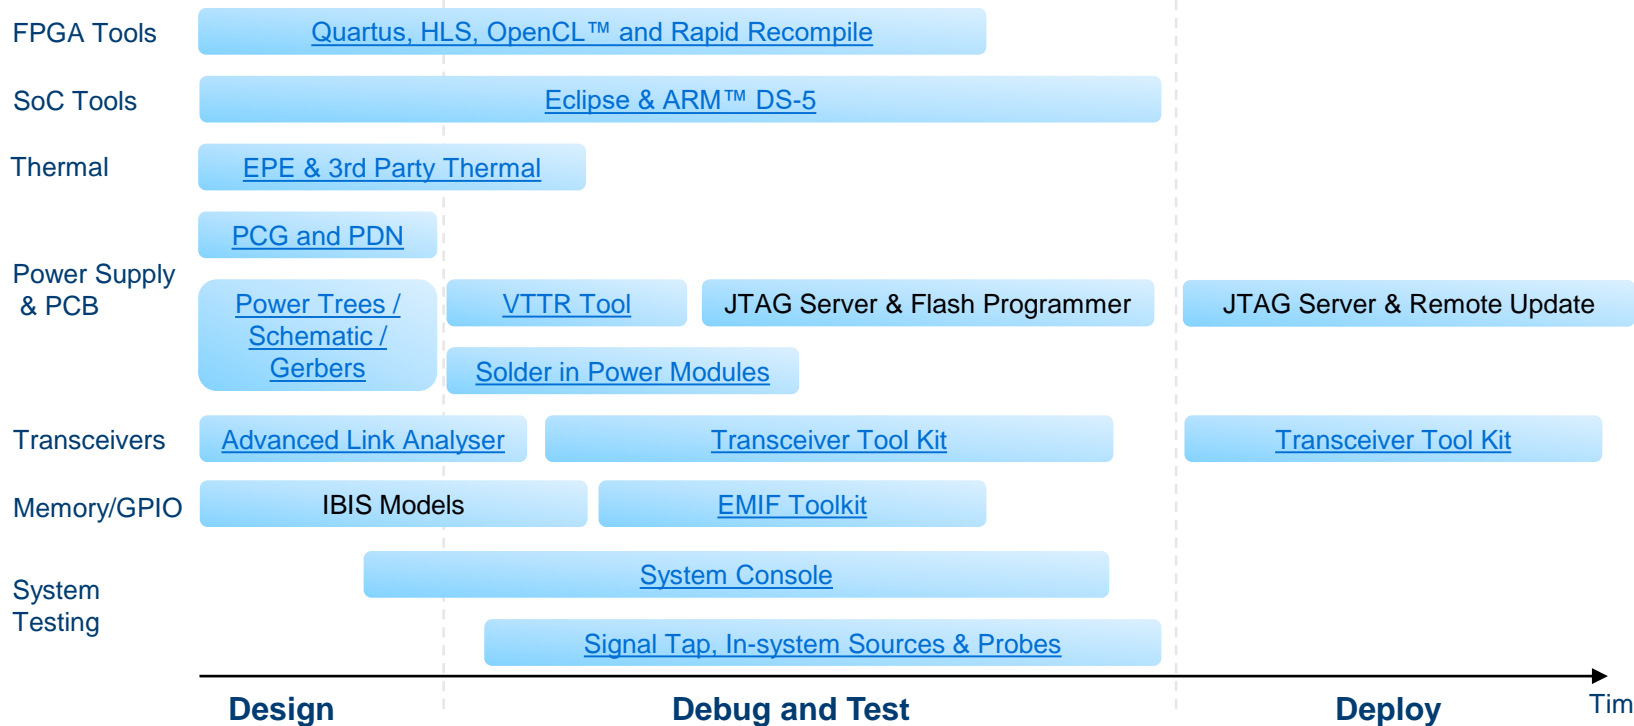 FPGA Tools
Quartus, HLS, OpenCL™ and Rapid Recompile
SoC Tools
Eclipse & ARM™ DS-5
Thermal
EPE & 3rd Party Thermal
PCG and PDN
Power Supply
& PCB
Power Trees /
Schematic /
Gerbers
VTTR Tool
JTAG Server & Flash Programmer
JTAG Server & Remote Update
Solder in Power Modules
Transceivers
Advanced Link Analyser
Transceiver Tool Kit
Transceiver Tool Kit
Memory/GPIO
IBIS Models
EMIF Toolkit
System
Testing
System Console
Signal Tap, In-system Sources & Probes
Design
Debug and Test
Deploy
Tim